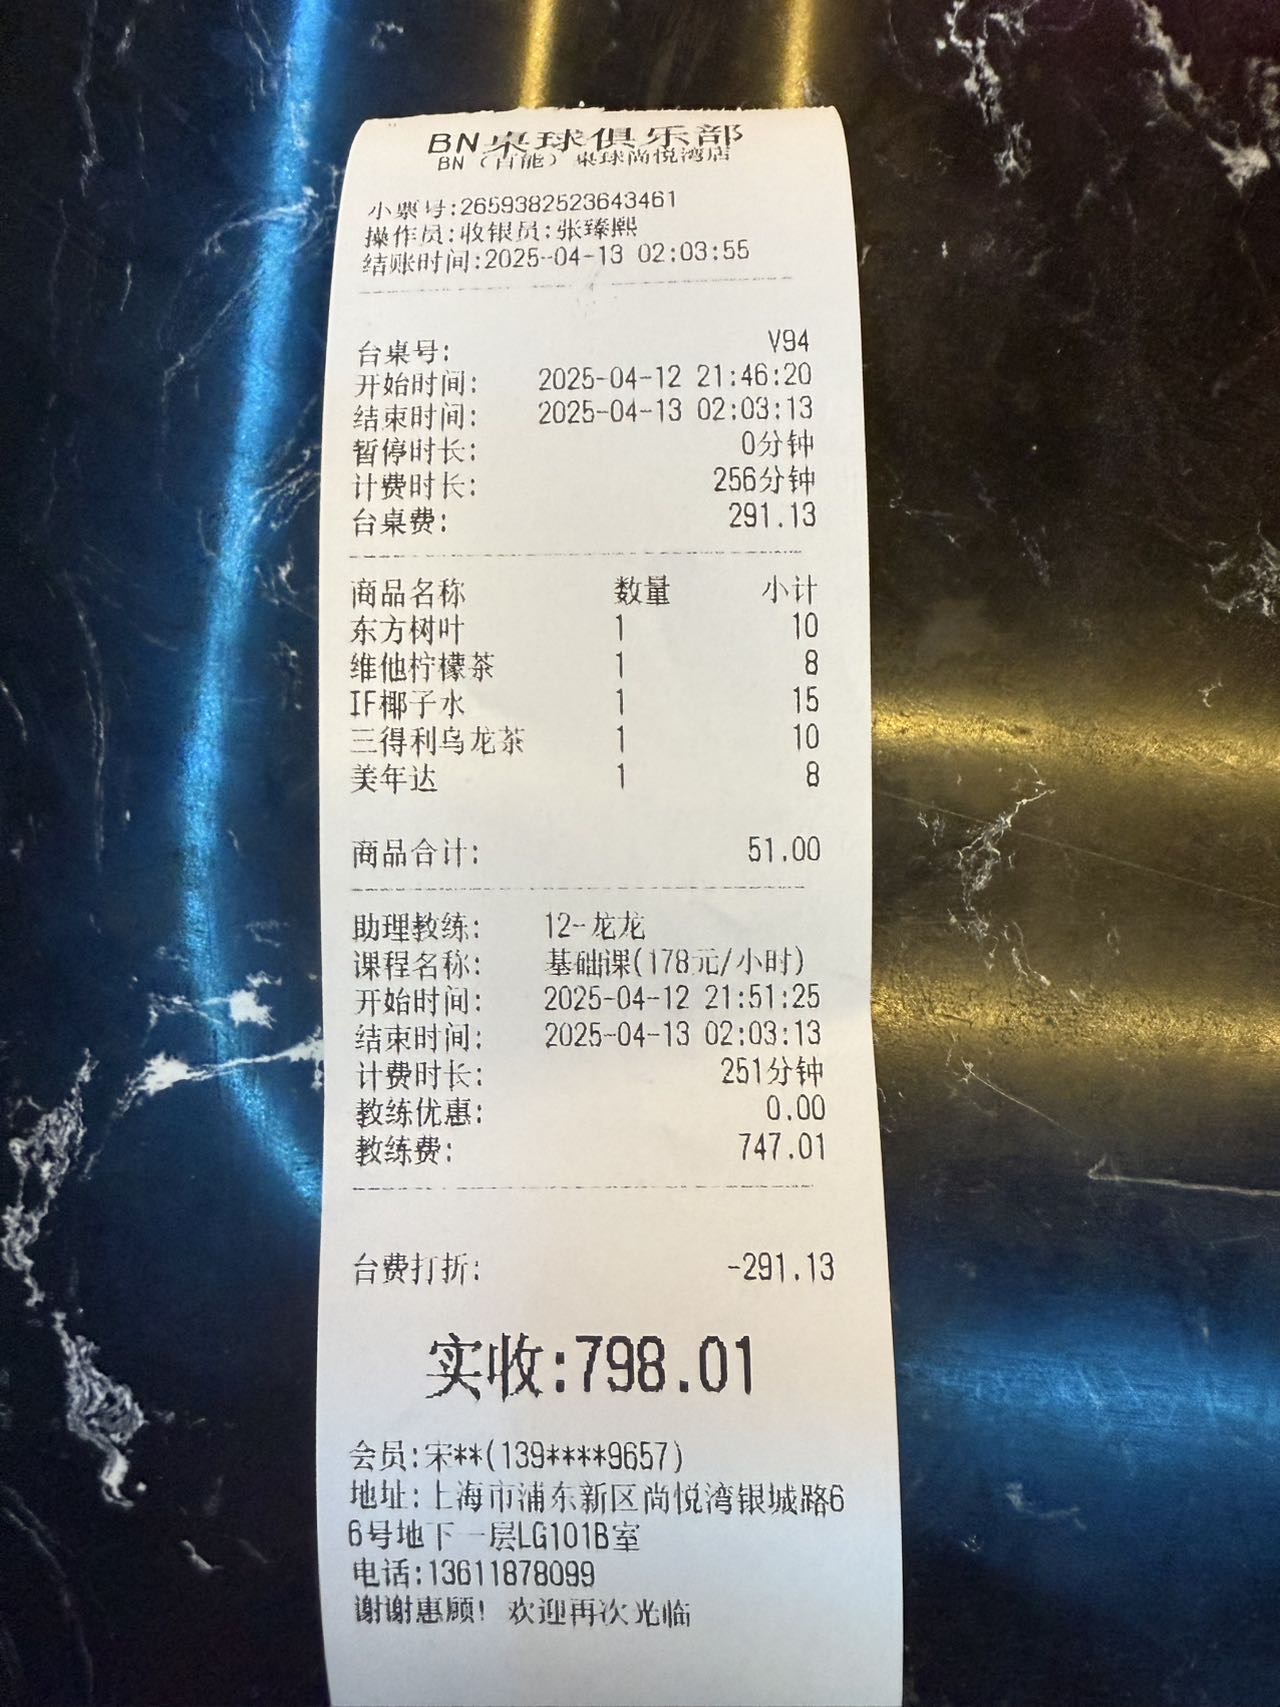 BN桌球俱乐部
BN（百能）桌球尚悦湾店
小票号:2659382523643461
操作员:收银员:张臻熙
结账时间:2025-04-13 02:03:55
台桌号: V94
开始时间: 2025-04-12 21:46:20
结束时间: 2025-04-13 02:03:13
暂停时长: 0分钟
计费时长: 256分钟
台桌费: 291.13
商品名称 数量 小计
东方树叶 1 10
维他柠檬茶 1 8
IF椰子水 1 15
三得利乌龙茶 1 10
美年达 1 8
商品合计: 51.00
助理教练: 12-龙龙
课程名称: 基础课(178元/小时)
开始时间: 2025-04-12 21:51:25
结束时间: 2025-04-13 02:03:13
计费时长: 251分钟
教练优惠: 0.00
教练费: 747.01
台费打折: -291.13
实收:798.01
会员:宋**(139****9657)
地址:上海市浦东新区尚悦湾银城路6
6号地下一层LG101B室
电话:13611878099
谢谢惠顾! 欢迎再次光临